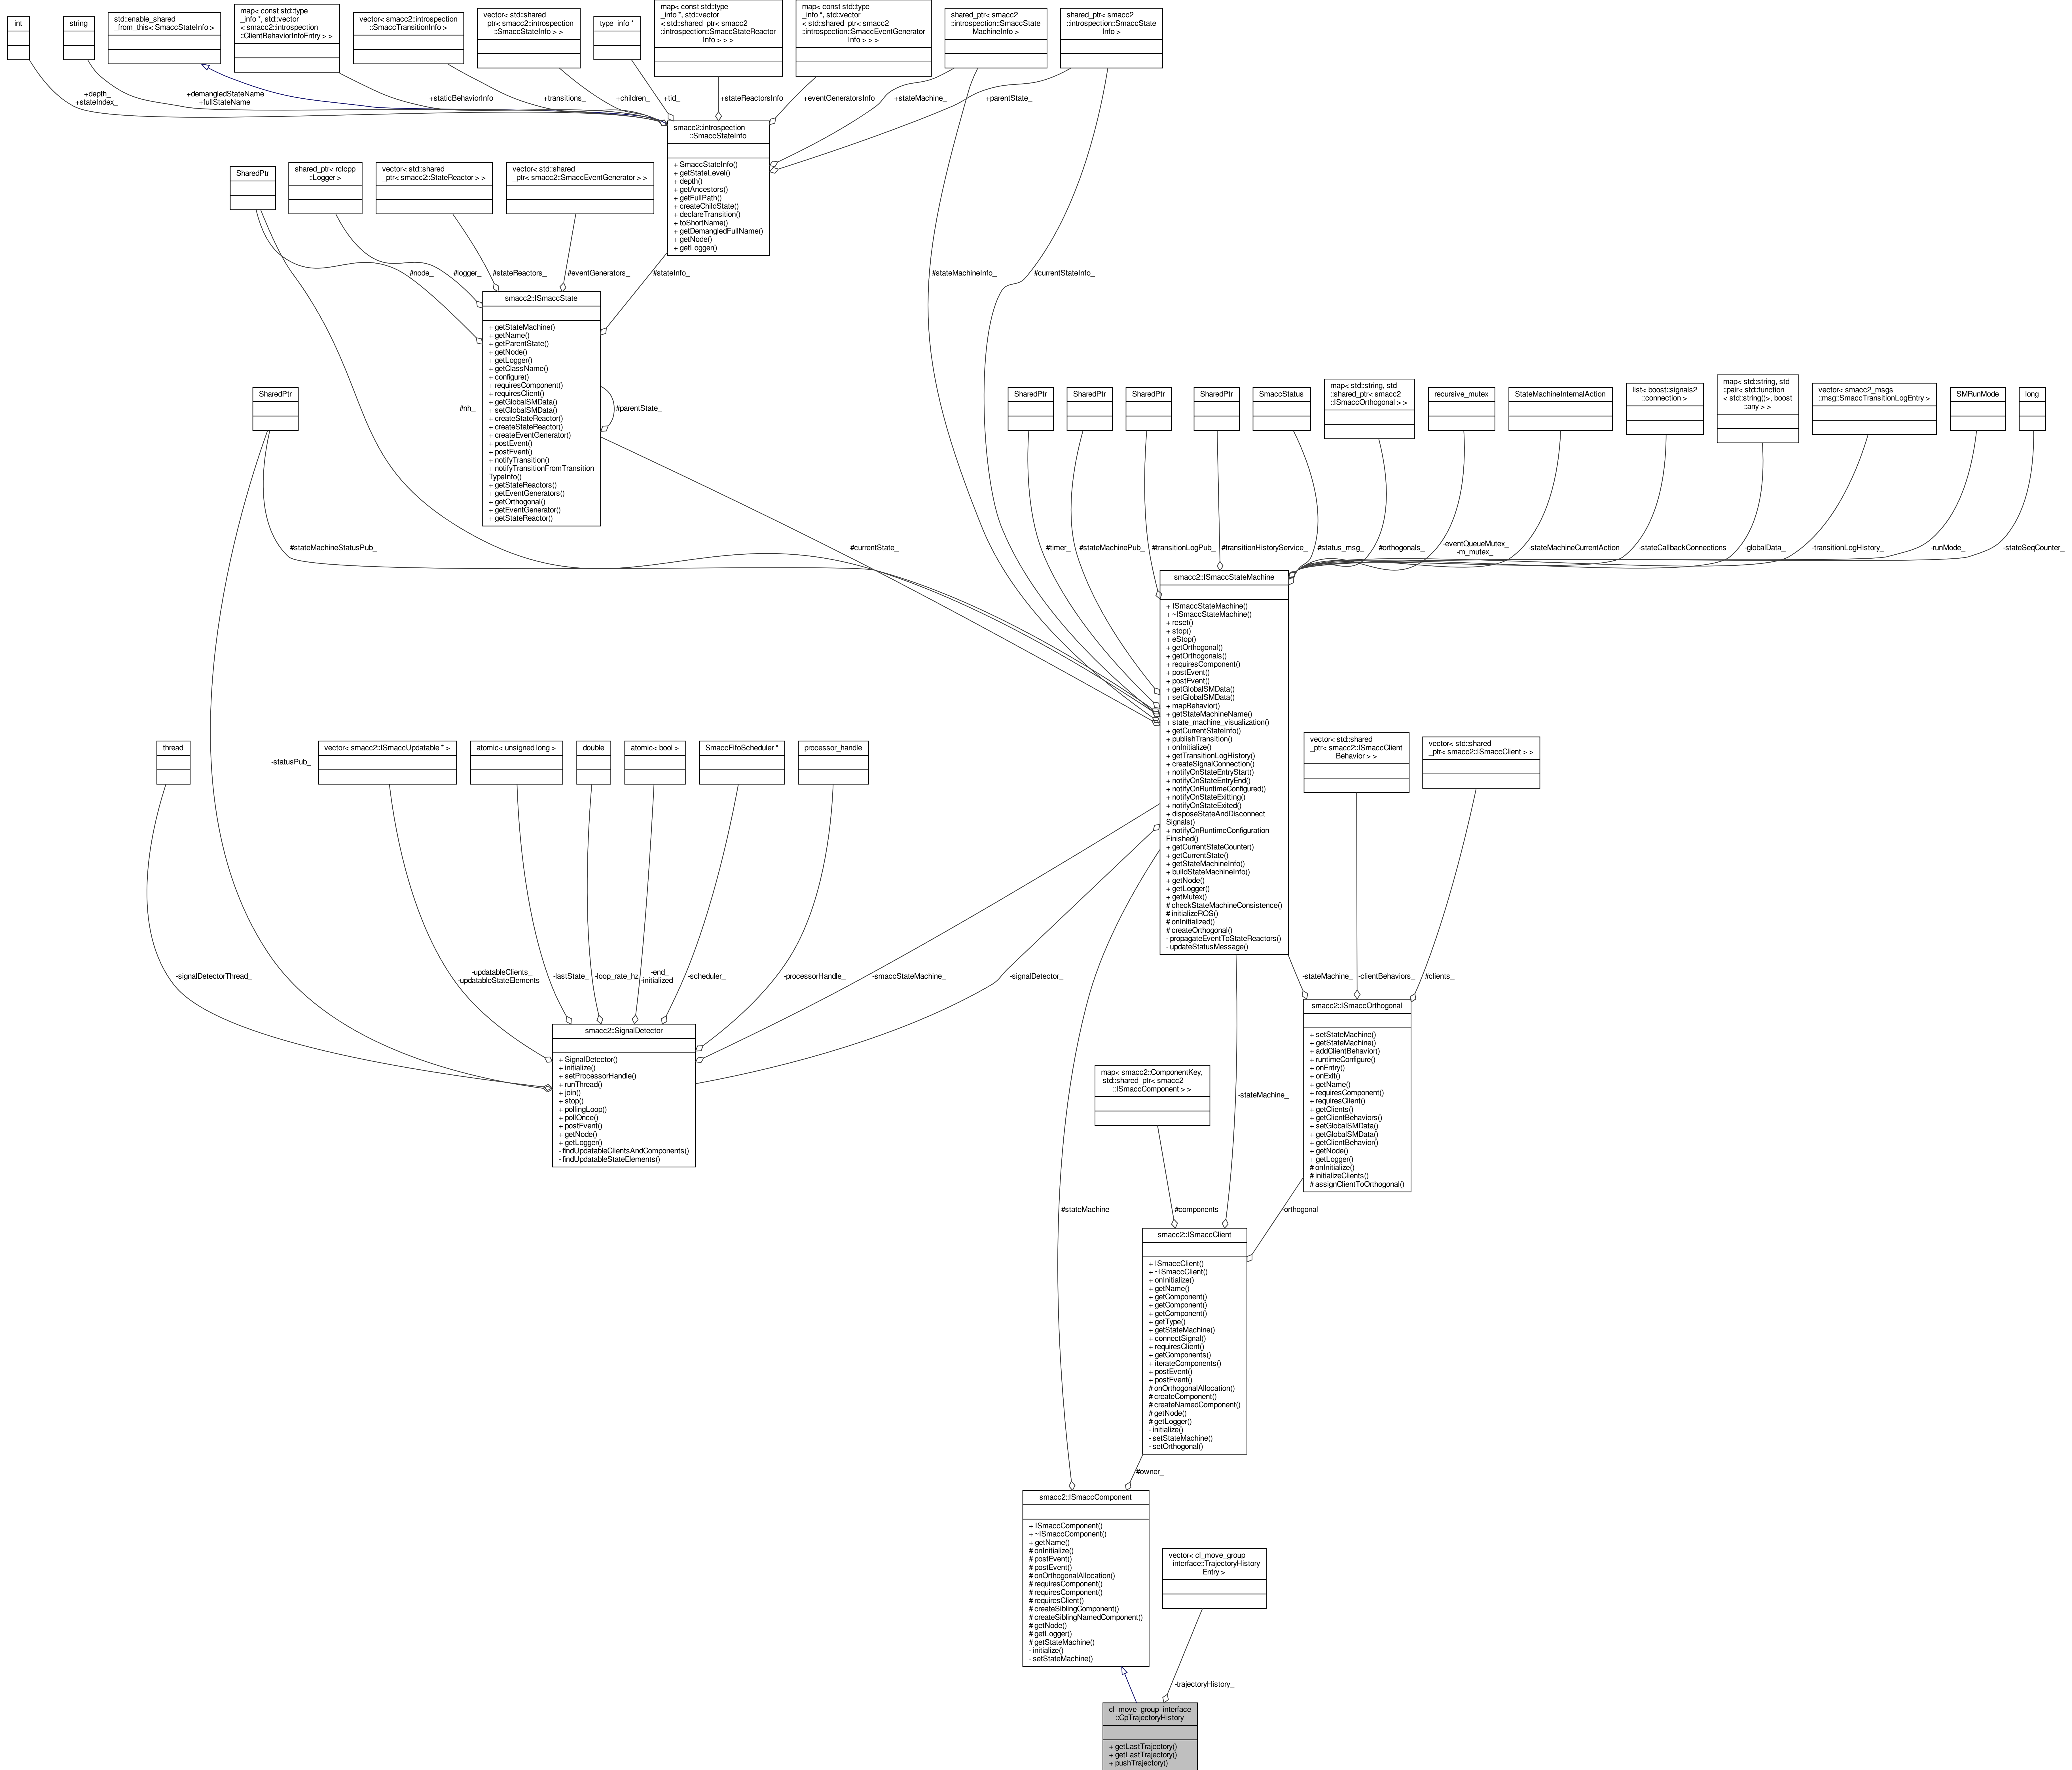 int
string
std::enable_shared
_from_this< SmaccStateInfo >
map< const std::type
_info *, std::vector
< smacc2::introspection
::ClientBehaviorInfoEntry > >
vector< smacc2::introspection
::SmaccTransitionInfo >
vector< std::shared
_ptr< smacc2::introspection
::SmaccStateInfo > >
type_info *
map< const std::type
_info *, std::vector
< std::shared_ptr< smacc2
::introspection::SmaccStateReactor
Info > > >
map< const std::type
_info *, std::vector
< std::shared_ptr< smacc2
::introspection::SmaccEventGenerator
Info > > >
shared_ptr< smacc2
::introspection::SmaccState
MachineInfo >
shared_ptr< smacc2
::introspection::SmaccState
Info >
+depth_
+stateIndex_
+demangledStateName
+fullStateName
+staticBehaviorInfo
+transitions_
+children_
+tid_
+stateReactorsInfo
+eventGeneratorsInfo
+stateMachine_
+parentState_
smacc2::introspection
::SmaccStateInfo
+ SmaccStateInfo()
+ getStateLevel()
+ depth()
+ getAncestors()
+ getFullPath()
+ createChildState()
+ declareTransition()
+ toShortName()
+ getDemangledFullName()
+ getNode()
+ getLogger()
SharedPtr
shared_ptr< rclcpp
::Logger >
vector< std::shared
_ptr< smacc2::StateReactor > >
vector< std::shared
_ptr< smacc2::SmaccEventGenerator > >
#node_
#logger_
#stateReactors_
#eventGenerators_
#stateInfo_
#stateMachineInfo_
#currentStateInfo_
smacc2::ISmaccState
+ getStateMachine()
+ getName()
+ getParentState()
+ getNode()
+ getLogger()
+ getClassName()
+ configure()
+ requiresComponent()
+ requiresClient()
+ getGlobalSMData()
+ setGlobalSMData()
+ createStateReactor()
+ createStateReactor()
+ createEventGenerator()
+ postEvent()
+ postEvent()
+ notifyTransition()
+ notifyTransitionFromTransition
TypeInfo()
+ getStateReactors()
+ getEventGenerators()
+ getOrthogonal()
+ getEventGenerator()
+ getStateReactor()
#nh_
#parentState_
SharedPtr
SharedPtr
SharedPtr
SharedPtr
SharedPtr
SmaccStatus
map< std::string, std
::shared_ptr< smacc2
::ISmaccOrthogonal > >
recursive_mutex
StateMachineInternalAction
list< boost::signals2
::connection >
map< std::string, std
::pair< std::function
< std::string()>, boost
::any > >
vector< smacc2_msgs
::msg::SmaccTransitionLogEntry >
SMRunMode
long
#stateMachineStatusPub_
#currentState_
#timer_
#stateMachinePub_
#transitionLogPub_
#transitionHistoryService_
#status_msg_
#orthogonals_
-eventQueueMutex_
-m_mutex_
-stateMachineCurrentAction
-stateCallbackConnections
-globalData_
-transitionLogHistory_
-runMode_
-stateSeqCounter_
smacc2::ISmaccStateMachine
+ ISmaccStateMachine()
+ ~ISmaccStateMachine()
+ reset()
+ stop()
+ eStop()
+ getOrthogonal()
+ getOrthogonals()
+ requiresComponent()
+ postEvent()
+ postEvent()
+ getGlobalSMData()
+ setGlobalSMData()
+ mapBehavior()
+ getStateMachineName()
+ state_machine_visualization()
+ getCurrentStateInfo()
+ publishTransition()
+ onInitialize()
+ getTransitionLogHistory()
+ createSignalConnection()
+ notifyOnStateEntryStart()
+ notifyOnStateEntryEnd()
+ notifyOnRuntimeConfigured()
+ notifyOnStateExitting()
+ notifyOnStateExited()
+ disposeStateAndDisconnect
Signals()
+ notifyOnRuntimeConfiguration
Finished()
+ getCurrentStateCounter()
+ getCurrentState()
+ getStateMachineInfo()
+ buildStateMachineInfo()
+ getNode()
+ getLogger()
+ getMutex()
# checkStateMachineConsistence()
# initializeROS()
# onInitialized()
# createOrthogonal()
- propagateEventToStateReactors()
- updateStatusMessage()
thread
-statusPub_
vector< smacc2::ISmaccUpdatable * >
atomic< unsigned long >
double
atomic< bool >
SmaccFifoScheduler *
processor_handle
vector< std::shared
_ptr< smacc2::ISmaccClient
Behavior > >
vector< std::shared
_ptr< smacc2::ISmaccClient > >
-signalDetectorThread_
-updatableClients_
-updatableStateElements_
-lastState_
-loop_rate_hz
-end_
-initialized_
-scheduler_
-processorHandle_
-smaccStateMachine_
-signalDetector_
-stateMachine_
-clientBehaviors_
#clients_
smacc2::SignalDetector
+ SignalDetector()
+ initialize()
+ setProcessorHandle()
+ runThread()
+ join()
+ stop()
+ pollingLoop()
+ pollOnce()
+ postEvent()
+ getNode()
+ getLogger()
- findUpdatableClientsAndComponents()
- findUpdatableStateElements()
smacc2::ISmaccOrthogonal
+ setStateMachine()
+ getStateMachine()
+ addClientBehavior()
+ runtimeConfigure()
+ onEntry()
+ onExit()
+ getName()
+ requiresComponent()
+ requiresClient()
+ getClients()
+ getClientBehaviors()
+ setGlobalSMData()
+ getGlobalSMData()
+ getClientBehavior()
+ getNode()
+ getLogger()
# onInitialize()
# initializeClients()
# assignClientToOrthogonal()
map< smacc2::ComponentKey,
std::shared_ptr< smacc2
::ISmaccComponent > >
-stateMachine_
#stateMachine_
#components_
-orthogonal_
smacc2::ISmaccClient
+ ISmaccClient()
+ ~ISmaccClient()
+ onInitialize()
+ getName()
+ getComponent()
+ getComponent()
+ getComponent()
+ getType()
+ getStateMachine()
+ connectSignal()
+ requiresClient()
+ getComponents()
+ iterateComponents()
+ postEvent()
+ postEvent()
# onOrthogonalAllocation()
# createComponent()
# createNamedComponent()
# getNode()
# getLogger()
- initialize()
- setStateMachine()
- setOrthogonal()
#owner_
smacc2::ISmaccComponent
+ ISmaccComponent()
+ ~ISmaccComponent()
+ getName()
# onInitialize()
# postEvent()
# postEvent()
# onOrthogonalAllocation()
# requiresComponent()
# requiresComponent()
# requiresClient()
# createSiblingComponent()
# createSiblingNamedComponent()
# getNode()
# getLogger()
# getStateMachine()
- initialize()
- setStateMachine()
vector< cl_move_group
_interface::TrajectoryHistory
Entry >
-trajectoryHistory_
cl_move_group_interface
::CpTrajectoryHistory
+ getLastTrajectory()
+ getLastTrajectory()
+ pushTrajectory()